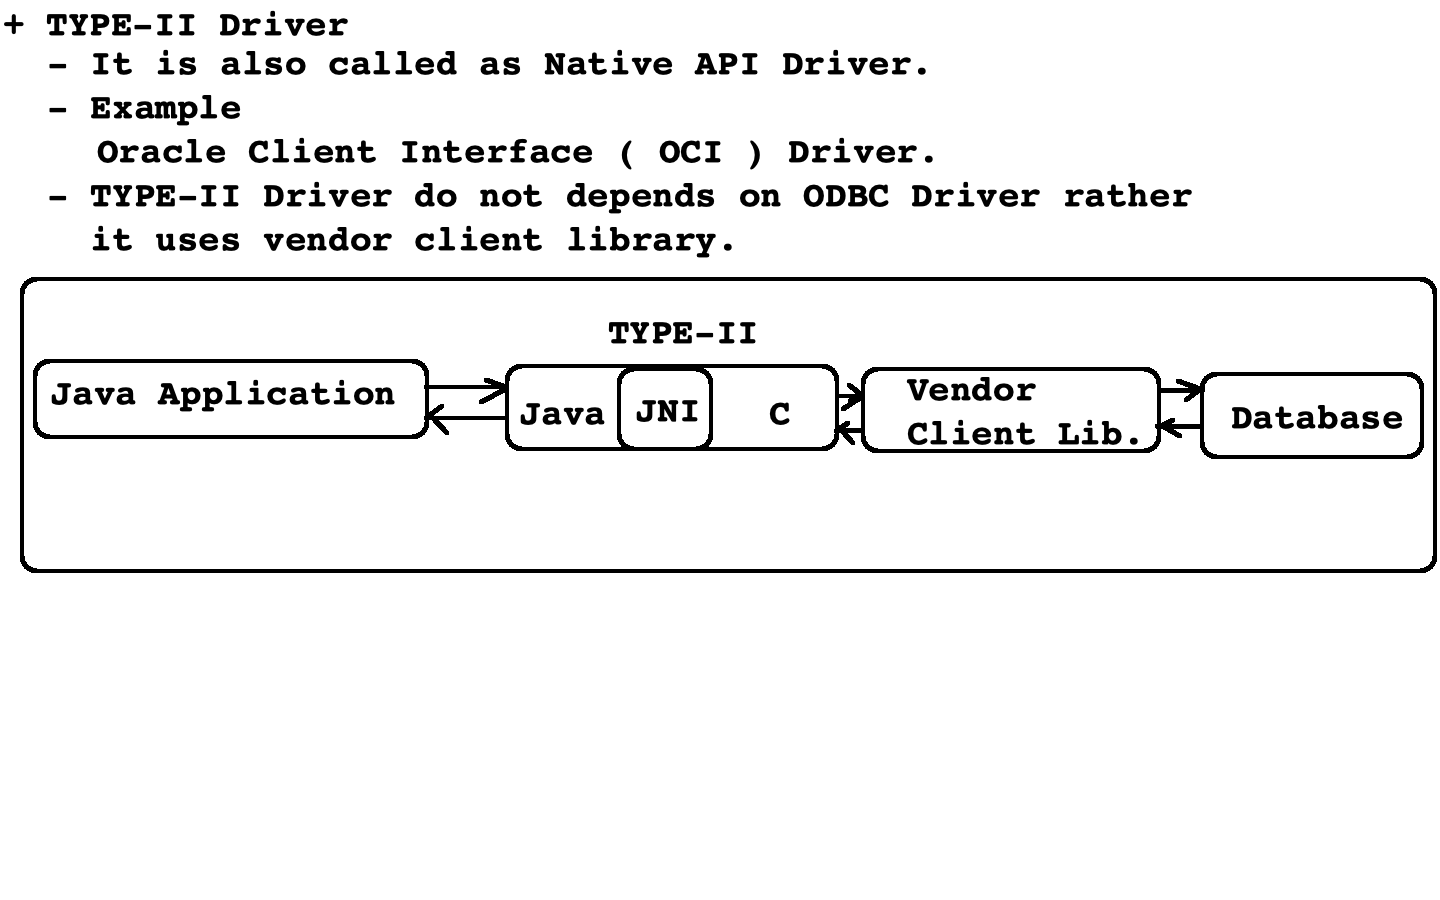 + TYPE-II Driver
- It is also called as Native API Driver.
- Example
Oracle Client Interface ( OCI ) Driver.
- TYPE-II Driver do not depends on ODBC Driver rather
it uses vendor client library.
TYPE-II
Java Application
Java
JNI
C
Vendor
Client Lib.
Database